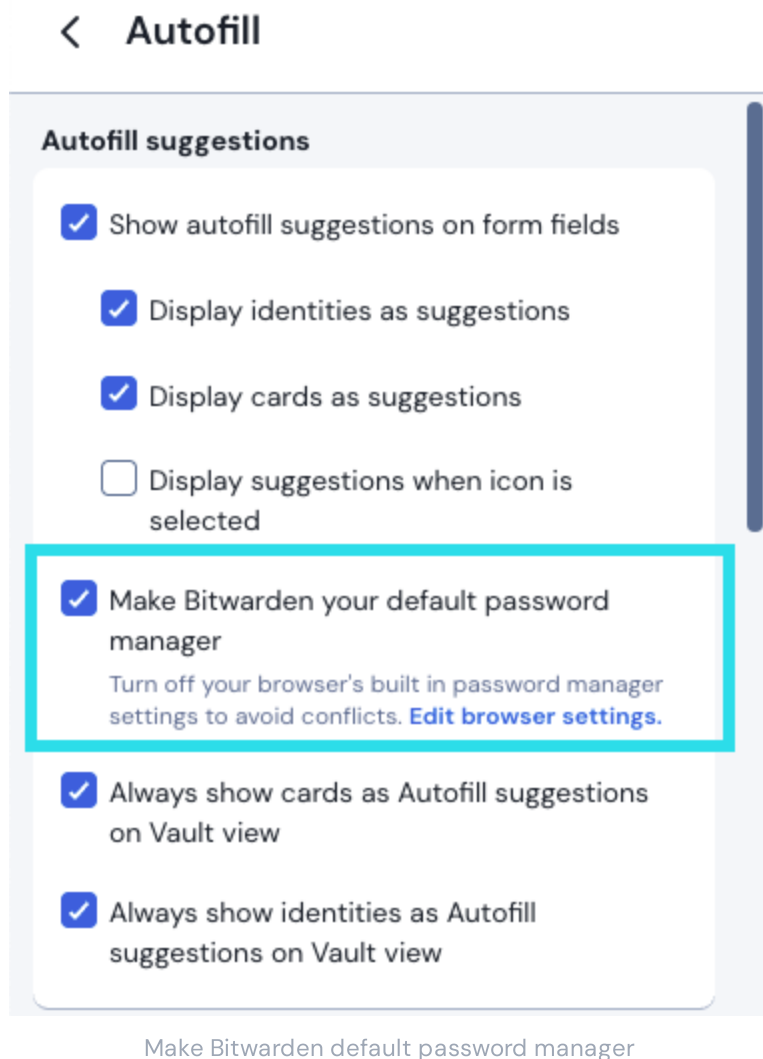 Autofill
Autofill suggestions
Show autofill suggestions on form fields
Display identities as suggestions
Display cards as suggestions
Display suggestions when icon is
selected
Make Bitwarden your default password
manager
Turn off your browser's built in password manager
settings to avoid conflicts. Edit browser settings.
Always show cards as Autofill suggestions
on Vault view
Always show identities as Autofill
suggestions on Vault view
Make Bitwarden default password manager